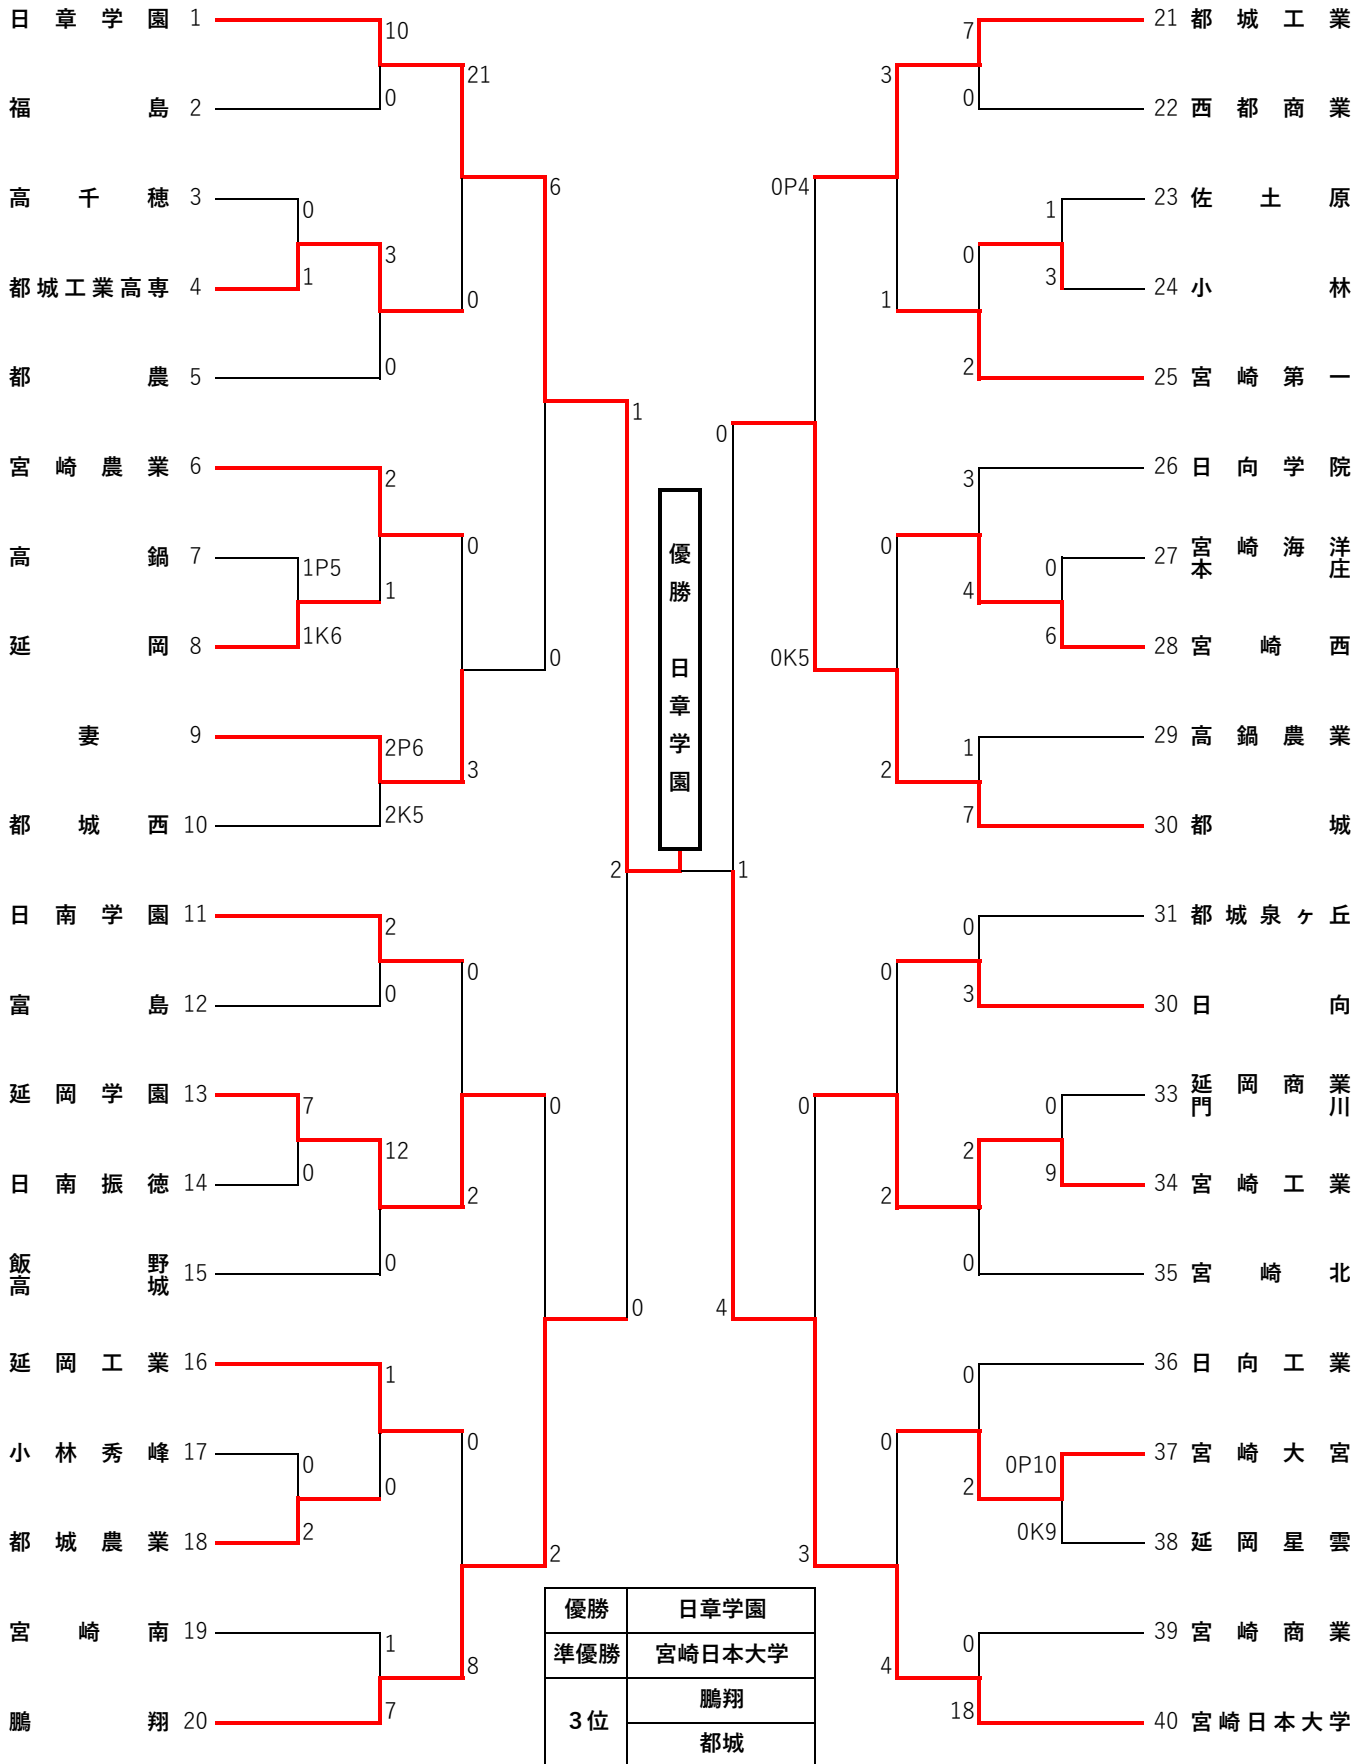 日章学園 1
10
0
福島 2
21
高千穂 3
0
1
都城工業高専 4
3
0
都農 5
0
6
宮崎農業 6
2
1
高鍋 7
1P5
1K6
延岡 8
0
妻 9
2P6
2K5
都城西 10
3
0
1
日南学園 11
2
0
富島 12
0
延岡学園 13
7
0
日南振徳 14
12
0
飯野
高城 15
2
0
延岡工業 16
1
0
小林秀峰 17
0
2
都城農業 18
0
宮崎南 19
1
7
鵬翔 20
8
2
0
2
優勝 日章学園
1
21 都城工業
7
0
22 西都商業
3
23 佐土原
1
3
24 小林
0
2
25 宮崎第一
1
0P4
26 日向学院
3
4
27 宮崎海洋
本庄
0
6
28 宮崎西
0
29 高鍋農業
1
7
30 都城
2
0K5
0
31 都城泉ヶ丘
0
3
30 日向
0
33 延岡商業
門川
0
9
34 宮崎工業
2
0
35 宮崎北
2
0
36 日向工業
0
2
37 宮崎大宮
0P10
0K9
38 延岡星雲
0
39 宮崎商業
0
18
40 宮崎日本大学
4
3
4
優勝 日章学園
準優勝 宮崎日本大学
3位 鵬翔
都城